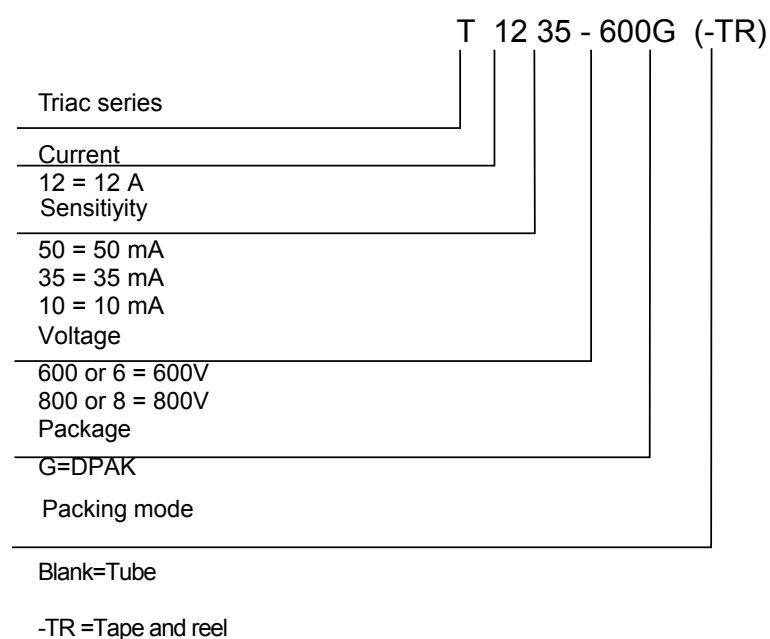 T 12 35 - 600G (-TR)
Triac series
Current
12 = 12 A
Sensitiyity
50 = 50 mA
35 = 35 mA
10 = 10 mA
Voltage
600 or 6 = 600V
800 or 8 = 800V
Package
G=DPAK
Packing mode
Blank=Tube
-TR =Tape and reel